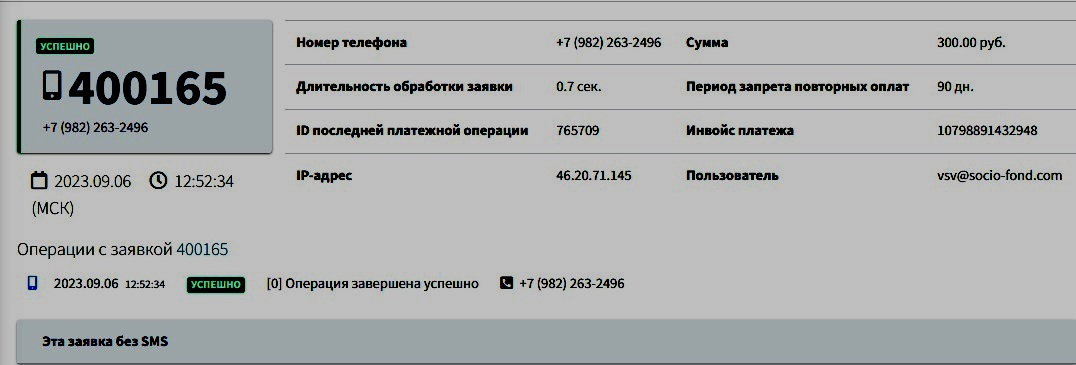 УСПЕШНО
400165
+7 (982) 263-2496
2023.09.06 12:52:34
(МСК)
Номер телефона +7 (982) 263-2496 Сумма 300.00 руб.
Длительность обработки заявки 0.7 сек. Период запрета повторных оплат 90 дн.
ID последней платежной операции 765709 Инвойс платежа 10798891432948
IP-адрес 46.20.71.145 Пользователь vsv@socio-fond.com
Операции с заявкой 400165
2023.09.06 12:52:34 УСПЕШНО [0] Операция завершена успешно +7 (982) 263-2496
Эта заявка без SMS